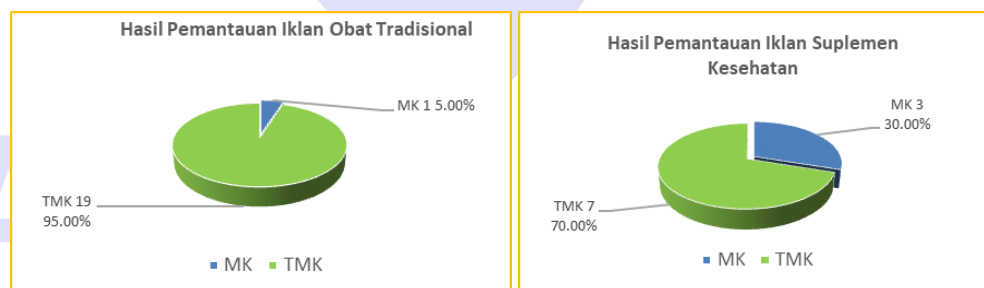 Hasil Pemantauan Iklan Obat Tradisional
MK 1 5.00%
TMK 19
95.00%
MK TMK
Hasil Pemantauan Iklan Suplemen
Kesehatan
MK 3
30.00%
TMK 7
70.00%
MK TMK